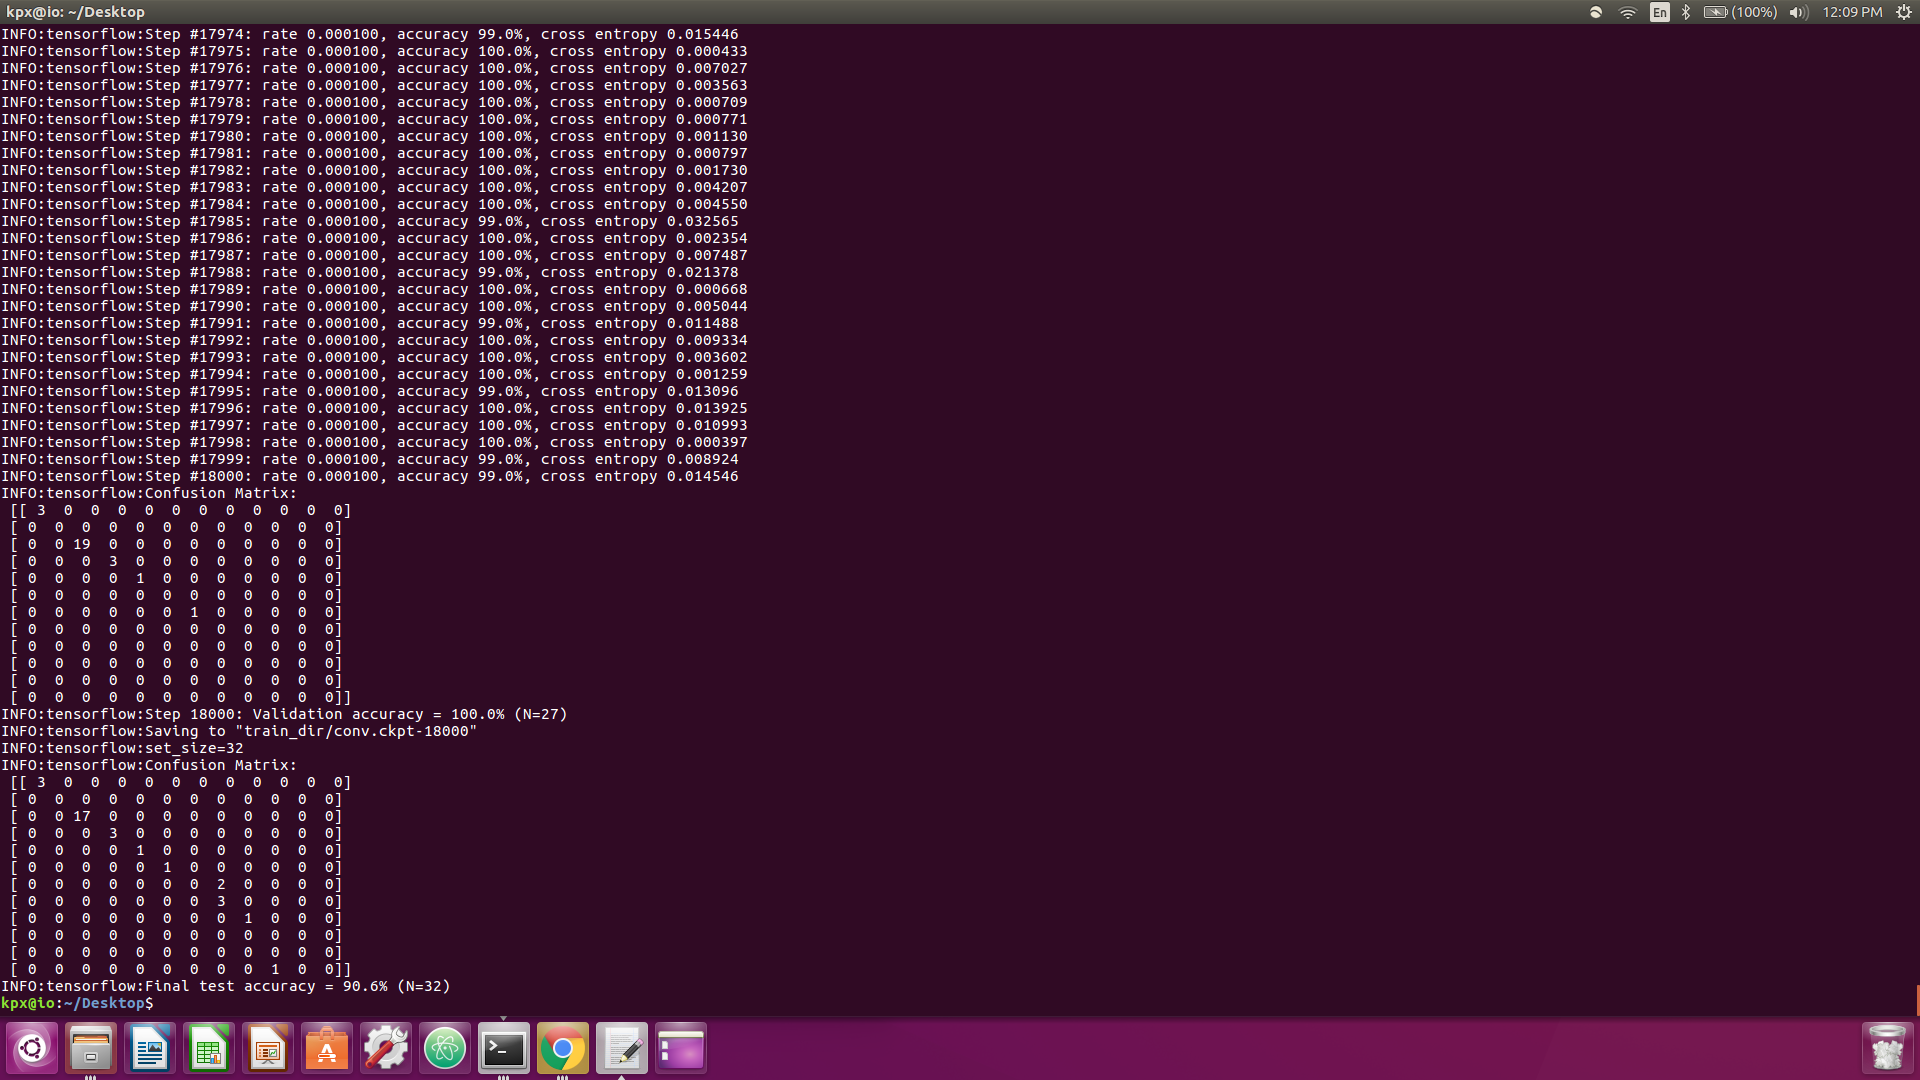 kpx@io: ~/Desktop
En
(100%)
12:09 PM
INFO:tensorflow:Step #17974: rate 0.000100, accuracy 99.0%, cross entropy 0.015446
INFO:tensorflow:Step #17975: rate 0.000100, accuracy 100.0%, cross entropy 0.000433
INFO:tensorflow:Step #17976: rate 0.000100, accuracy 100.0%, cross entropy 0.007027
INFO:tensorflow:Step #17977: rate 0.000100, accuracy 100.0%, cross entropy 0.003563
INFO:tensorflow:Step #17978: rate 0.000100, accuracy 100.0%, cross entropy 0.000709
INFO:tensorflow:Step #17979: rate 0.000100, accuracy 100.0%, cross entropy 0.000771
INFO:tensorflow:Step #17980: rate 0.000100, accuracy 100.0%, cross entropy 0.001130
INFO:tensorflow:Step #17981: rate 0.000100, accuracy 100.0%, cross entropy 0.000797
INFO:tensorflow:Step #17982: rate 0.000100, accuracy 100.0%, cross entropy 0.001730
INFO:tensorflow:Step #17983: rate 0.000100, accuracy 100.0%, cross entropy 0.004207
INFO:tensorflow:Step #17984: rate 0.000100, accuracy 100.0%, cross entropy 0.004550
INFO:tensorflow:Step #17985: rate 0.000100, accuracy 99.0%, cross entropy 0.032565
INFO:tensorflow:Step #17986: rate 0.000100, accuracy 100.0%, cross entropy 0.002354
INFO:tensorflow:Step #17987: rate 0.000100, accuracy 100.0%, cross entropy 0.007487
INFO:tensorflow:Step #17988: rate 0.000100, accuracy 99.0%, cross entropy 0.021378
INFO:tensorflow:Step #17989: rate 0.000100, accuracy 100.0%, cross entropy 0.000668
INFO:tensorflow:Step #17990: rate 0.000100, accuracy 100.0%, cross entropy 0.005044
INFO:tensorflow:Step #17991: rate 0.000100, accuracy 99.0%, cross entropy 0.011488
INFO:tensorflow:Step #17992: rate 0.000100, accuracy 100.0%, cross entropy 0.009334
INFO:tensorflow:Step #17993: rate 0.000100, accuracy 100.0%, cross entropy 0.003602
INFO:tensorflow:Step #17994: rate 0.000100, accuracy 100.0%, cross entropy 0.001259
INFO:tensorflow:Step #17995: rate 0.000100, accuracy 99.0%, cross entropy 0.013096
INFO:tensorflow:Step #17996: rate 0.000100, accuracy 100.0%, cross entropy 0.013925
INFO:tensorflow:Step #17997: rate 0.000100, accuracy 100.0%, cross entropy 0.010993
INFO:tensorflow:Step #17998: rate 0.000100, accuracy 100.0%, cross entropy 0.000397
INFO:tensorflow:Step #17999: rate 0.000100, accuracy 99.0%, cross entropy 0.008924
INFO:tensorflow:Step #18000: rate 0.000100, accuracy 99.0%, cross entropy 0.014546
INFO:tensorflow:Confusion Matrix:
[[ 3 0 0 0 0 0 0 0 0 0 0 0]
[ 0 0 0 0 0 0 0 0 0 0 0 0]
[ 0 0 19 0 0 0 0 0 0 0 0 0]
[ 0 0 0 3 0 0 0 0 0 0 0 0]
[ 0 0 0 0 1 0 0 0 0 0 0 0]
[ 0 0 0 0 0 0 0 0 0 0 0 0]
[ 0 0 0 0 0 0 1 0 0 0 0 0]
[ 0 0 0 0 0 0 0 0 0 0 0 0]
[ 0 0 0 0 0 0 0 0 0 0 0 0]
[ 0 0 0 0 0 0 0 0 0 0 0 0]
[ 0 0 0 0 0 0 0 0 0 0 0 0]
[ 0 0 0 0 0 0 0 0 0 0 0 0]]
INFO:tensorflow:Step 18000: Validation accuracy = 100.0% (N=27)
INFO:tensorflow:Saving to "train_dir/conv.ckpt-18000"
INFO:tensorflow:set_size=32
INFO:tensorflow:Confusion Matrix:
[[ 3 0 0 0 0 0 0 0 0 0 0 0]
[ 0 0 0 0 0 0 0 0 0 0 0 0]
[ 0 0 17 0 0 0 0 0 0 0 0 0]
[ 0 0 0 3 0 0 0 0 0 0 0 0]
[ 0 0 0 0 1 0 0 0 0 0 0 0]
[ 0 0 0 0 0 1 0 0 0 0 0 0]
[ 0 0 0 0 0 0 0 2 0 0 0 0]
[ 0 0 0 0 0 0 0 3 0 0 0 0]
[ 0 0 0 0 0 0 0 0 1 0 0 0]
[ 0 0 0 0 0 0 0 0 0 0 0 0]
[ 0 0 0 0 0 0 0 0 0 0 0 0]
[ 0 0 0 0 0 0 0 0 0 1 0 0]]
INFO:tensorflow:Final test accuracy = 90.6% (N=32)
kpx@io:~/Desktop$